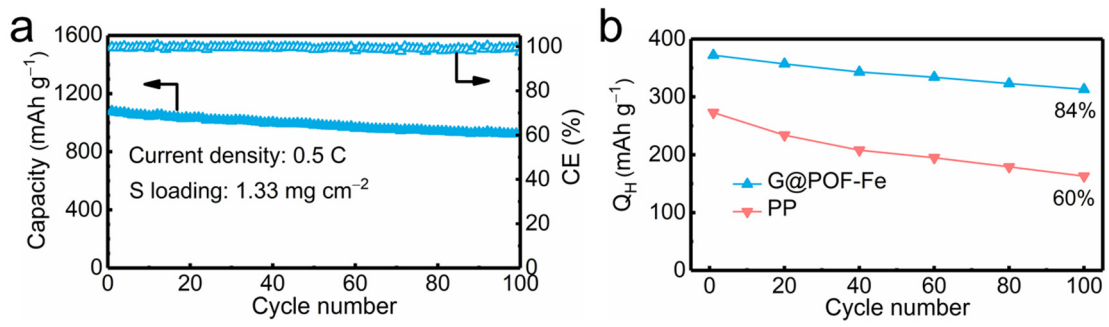 a
1600
1200
800
400
0
Capacity (mAh g⁻¹)
100
80
60
40
20
0
CE (%)
Current density: 0.5 C
S loading: 1.33 mg cm⁻²
0 20 40 60 80 100
Cycle number
b
400
300
200
100
0
Q_H (mAh g⁻¹)
84%
60%
G@POF-Fe
PP
0 20 40 60 80 100
Cycle number